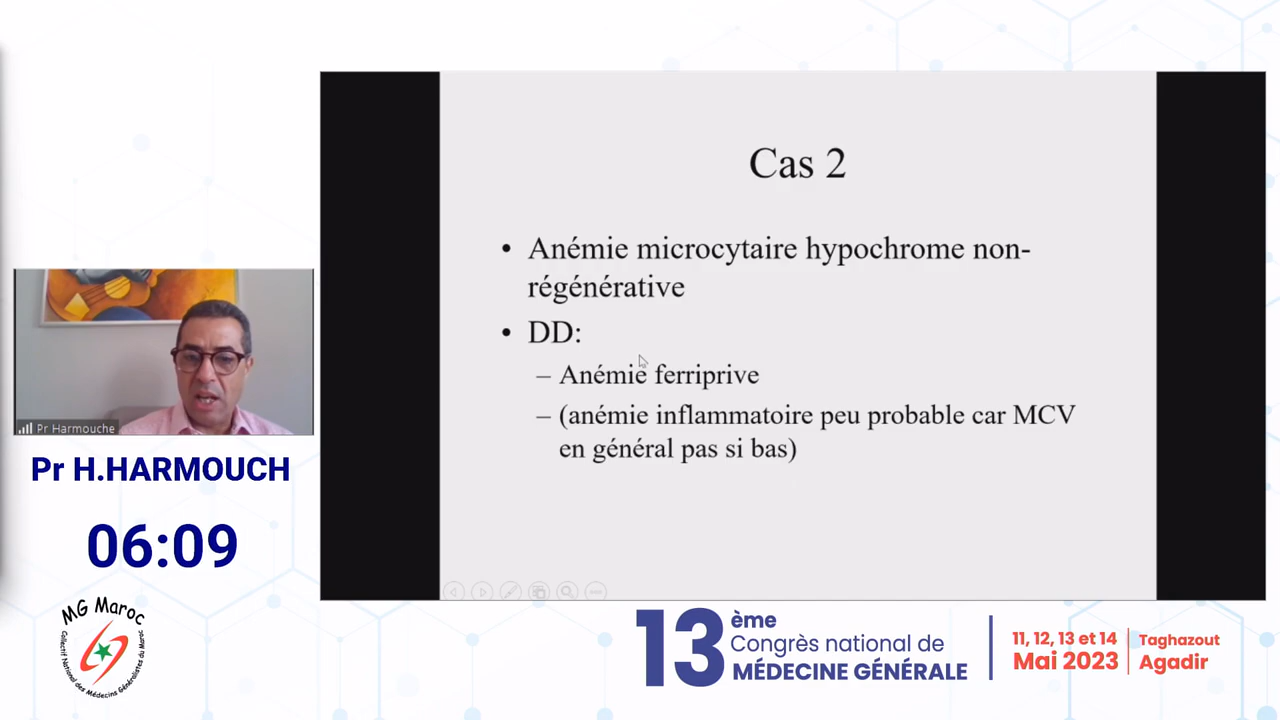 Cas 2
• Anémie microcytaire hypochrome non-
régénérative
• DD:
– Anémie ferriprive
– (anémie inflammatoire peu probable car MCV
en général pas si bas)
Pr Harmouche
Pr H.HARMOUCH
06:09
MG Maroc
Collectif National des Médecins Généralistes du Maroc
13 ème
Congrès national de
MÉDECINE GÉNÉRALE
11, 12, 13 et 14
Mai 2023
Taghazout
Agadir